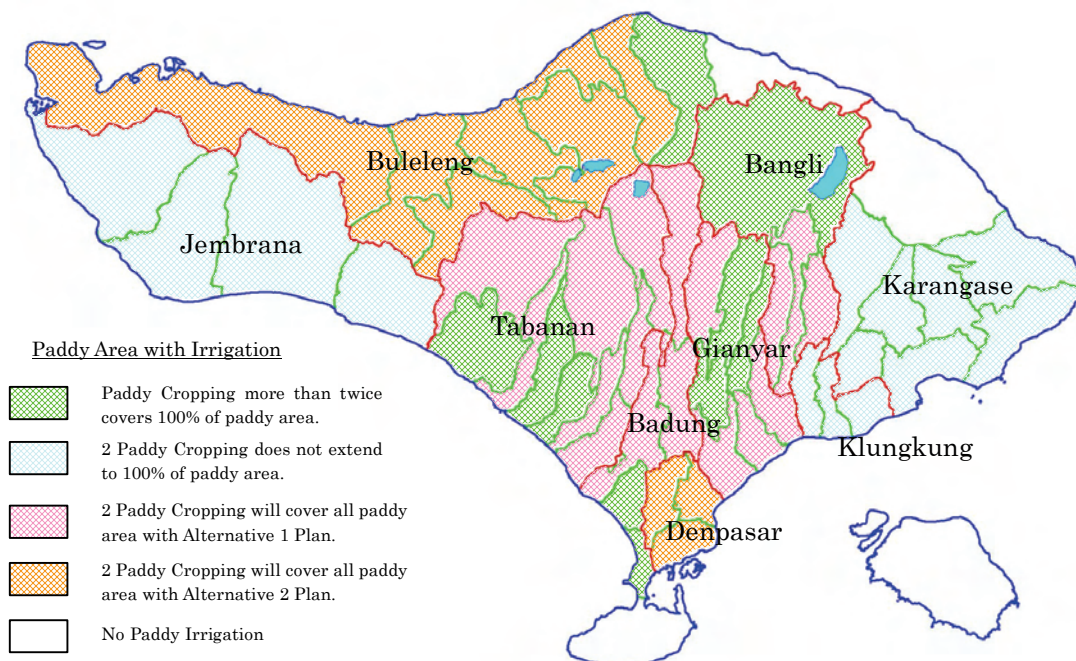 Buleleng
Bangli
Jembrana
Karangase
Tabanan
Gianyar
Badung
Klungkung
Denpasar
Paddy Area with Irrigation
Paddy Cropping more than twice
covers 100% of paddy area.
2 Paddy Cropping does not extend
to 100% of paddy area.
2 Paddy Cropping will cover all paddy
area with Alternative 1 Plan.
2 Paddy Cropping will cover all paddy
area with Alternative 2 Plan.
No Paddy Irrigation